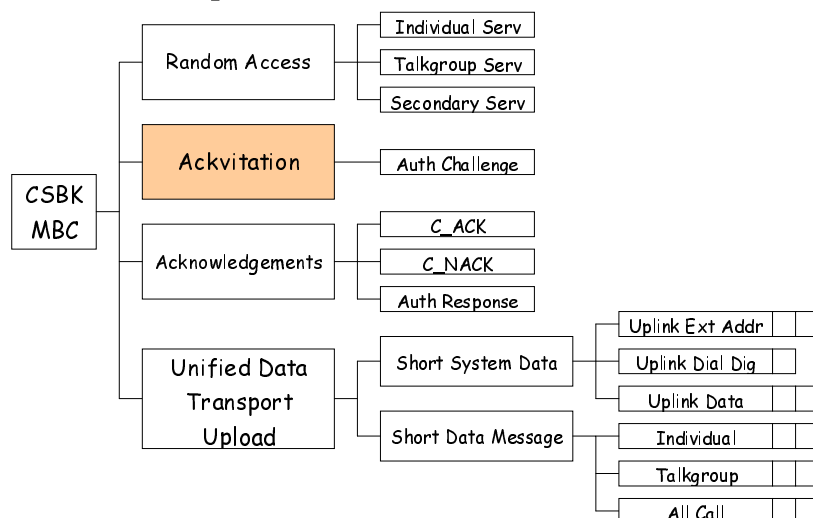 CSBK
MBC
Random Access
Individual Serv
Talkgroup Serv
Secondary Serv
Ackvitation
Auth Challenge
Acknowledgements
C_ACK
C_NACK
Auth Response
Unified Data
Transport
Upload
Short System Data
Uplink Ext Addr
Uplink Dial Dig
Uplink Data
Short Data Message
Individual
Talkgroup
All Call